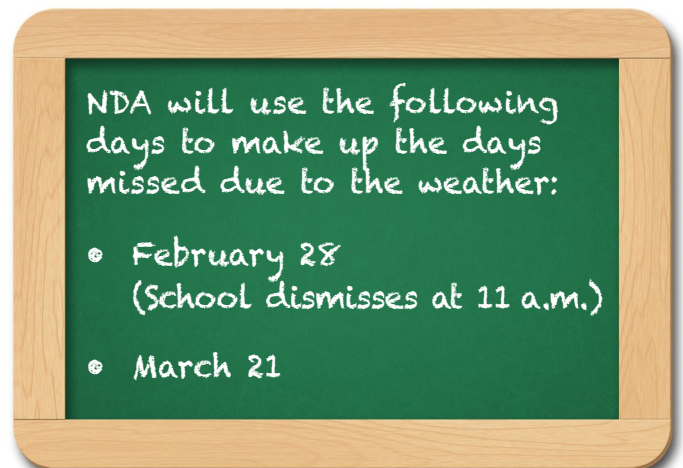 NDA will use the following
days to make up the days
missed due to the weather:
• February 28
(School dismisses at 11 a.m.)
• March 21